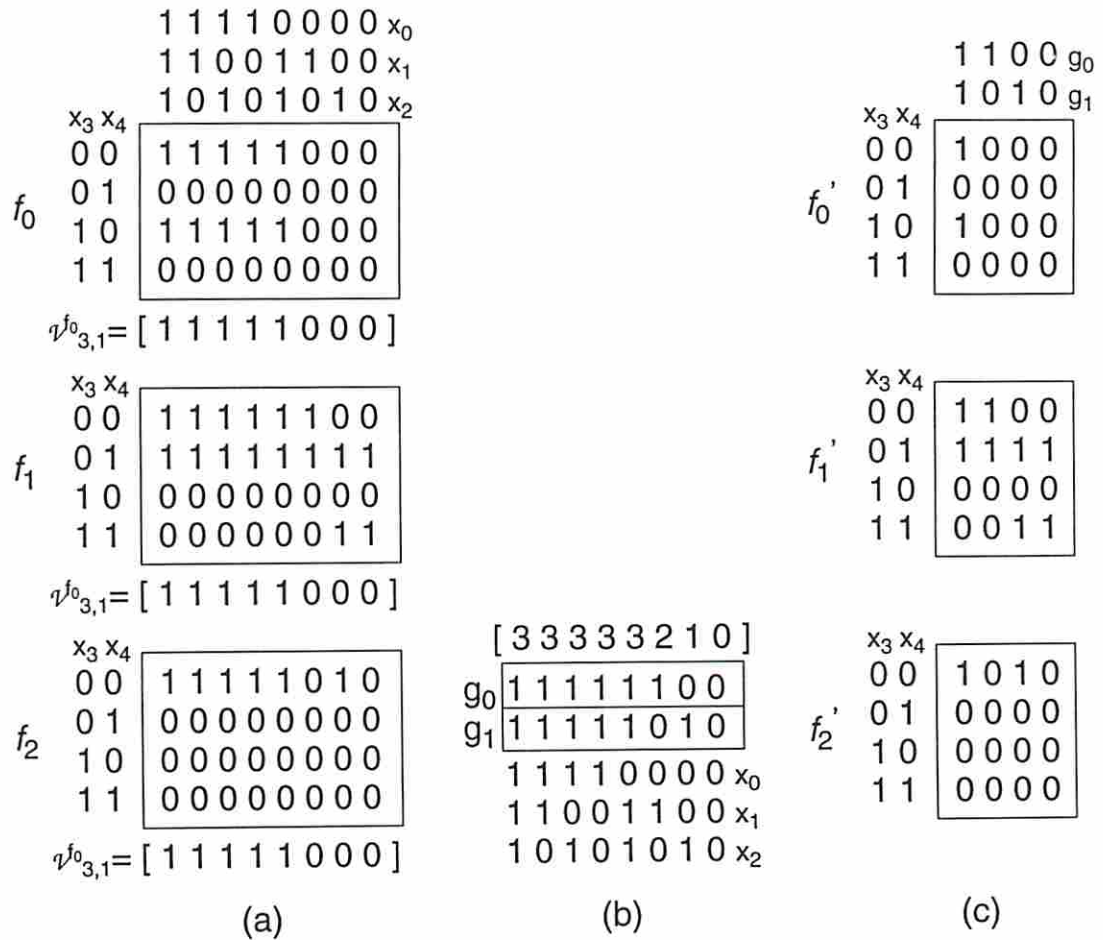 1 1 1 1 0 0 0 0 x0
1 1 0 0 1 1 0 0 x1
1 0 1 0 1 0 1 0 x2
x3 x4
0 0 1 1 1 1 1 0 0 0
0 1 0 0 0 0 0 0 0 0
f0
1 0 1 1 1 1 1 0 0 0
1 1 0 0 0 0 0 0 0 0
𝒱f0 3,1= [ 1 1 1 1 1 0 0 0 ]
x3 x4
0 0 1 1 1 1 1 1 0 0
0 1 1 1 1 1 1 1 1 1
f1
1 0 0 0 0 0 0 0 0 0
1 1 0 0 0 0 0 0 1 1
𝒱f0 3,1= [ 1 1 1 1 1 0 0 0 ]
x3 x4
0 0 1 1 1 1 1 0 1 0
0 1 0 0 0 0 0 0 0 0
f2
1 0 0 0 0 0 0 0 0 0
1 1 0 0 0 0 0 0 0 0
𝒱f0 3,1= [ 1 1 1 1 1 0 0 0 ]
(a)
[ 3 3 3 3 3 2 1 0 ]
g0 1 1 1 1 1 1 0 0
g1 1 1 1 1 1 0 1 0
1 1 1 1 0 0 0 0 x0
1 1 0 0 1 1 0 0 x1
1 0 1 0 1 0 1 0 x2
(b)
1 1 0 0 g0
1 0 1 0 g1
x3 x4
0 0 1 0 0 0
0 1 0 0 0 0
f0'
1 0 1 0 0 0
1 1 0 0 0 0
x3 x4
0 0 1 1 0 0
0 1 1 1 1 1
f1'
1 0 0 0 0 0
1 1 0 0 1 1
x3 x4
0 0 1 0 1 0
0 1 0 0 0 0
f2'
1 0 0 0 0 0
1 1 0 0 0 0
(c)